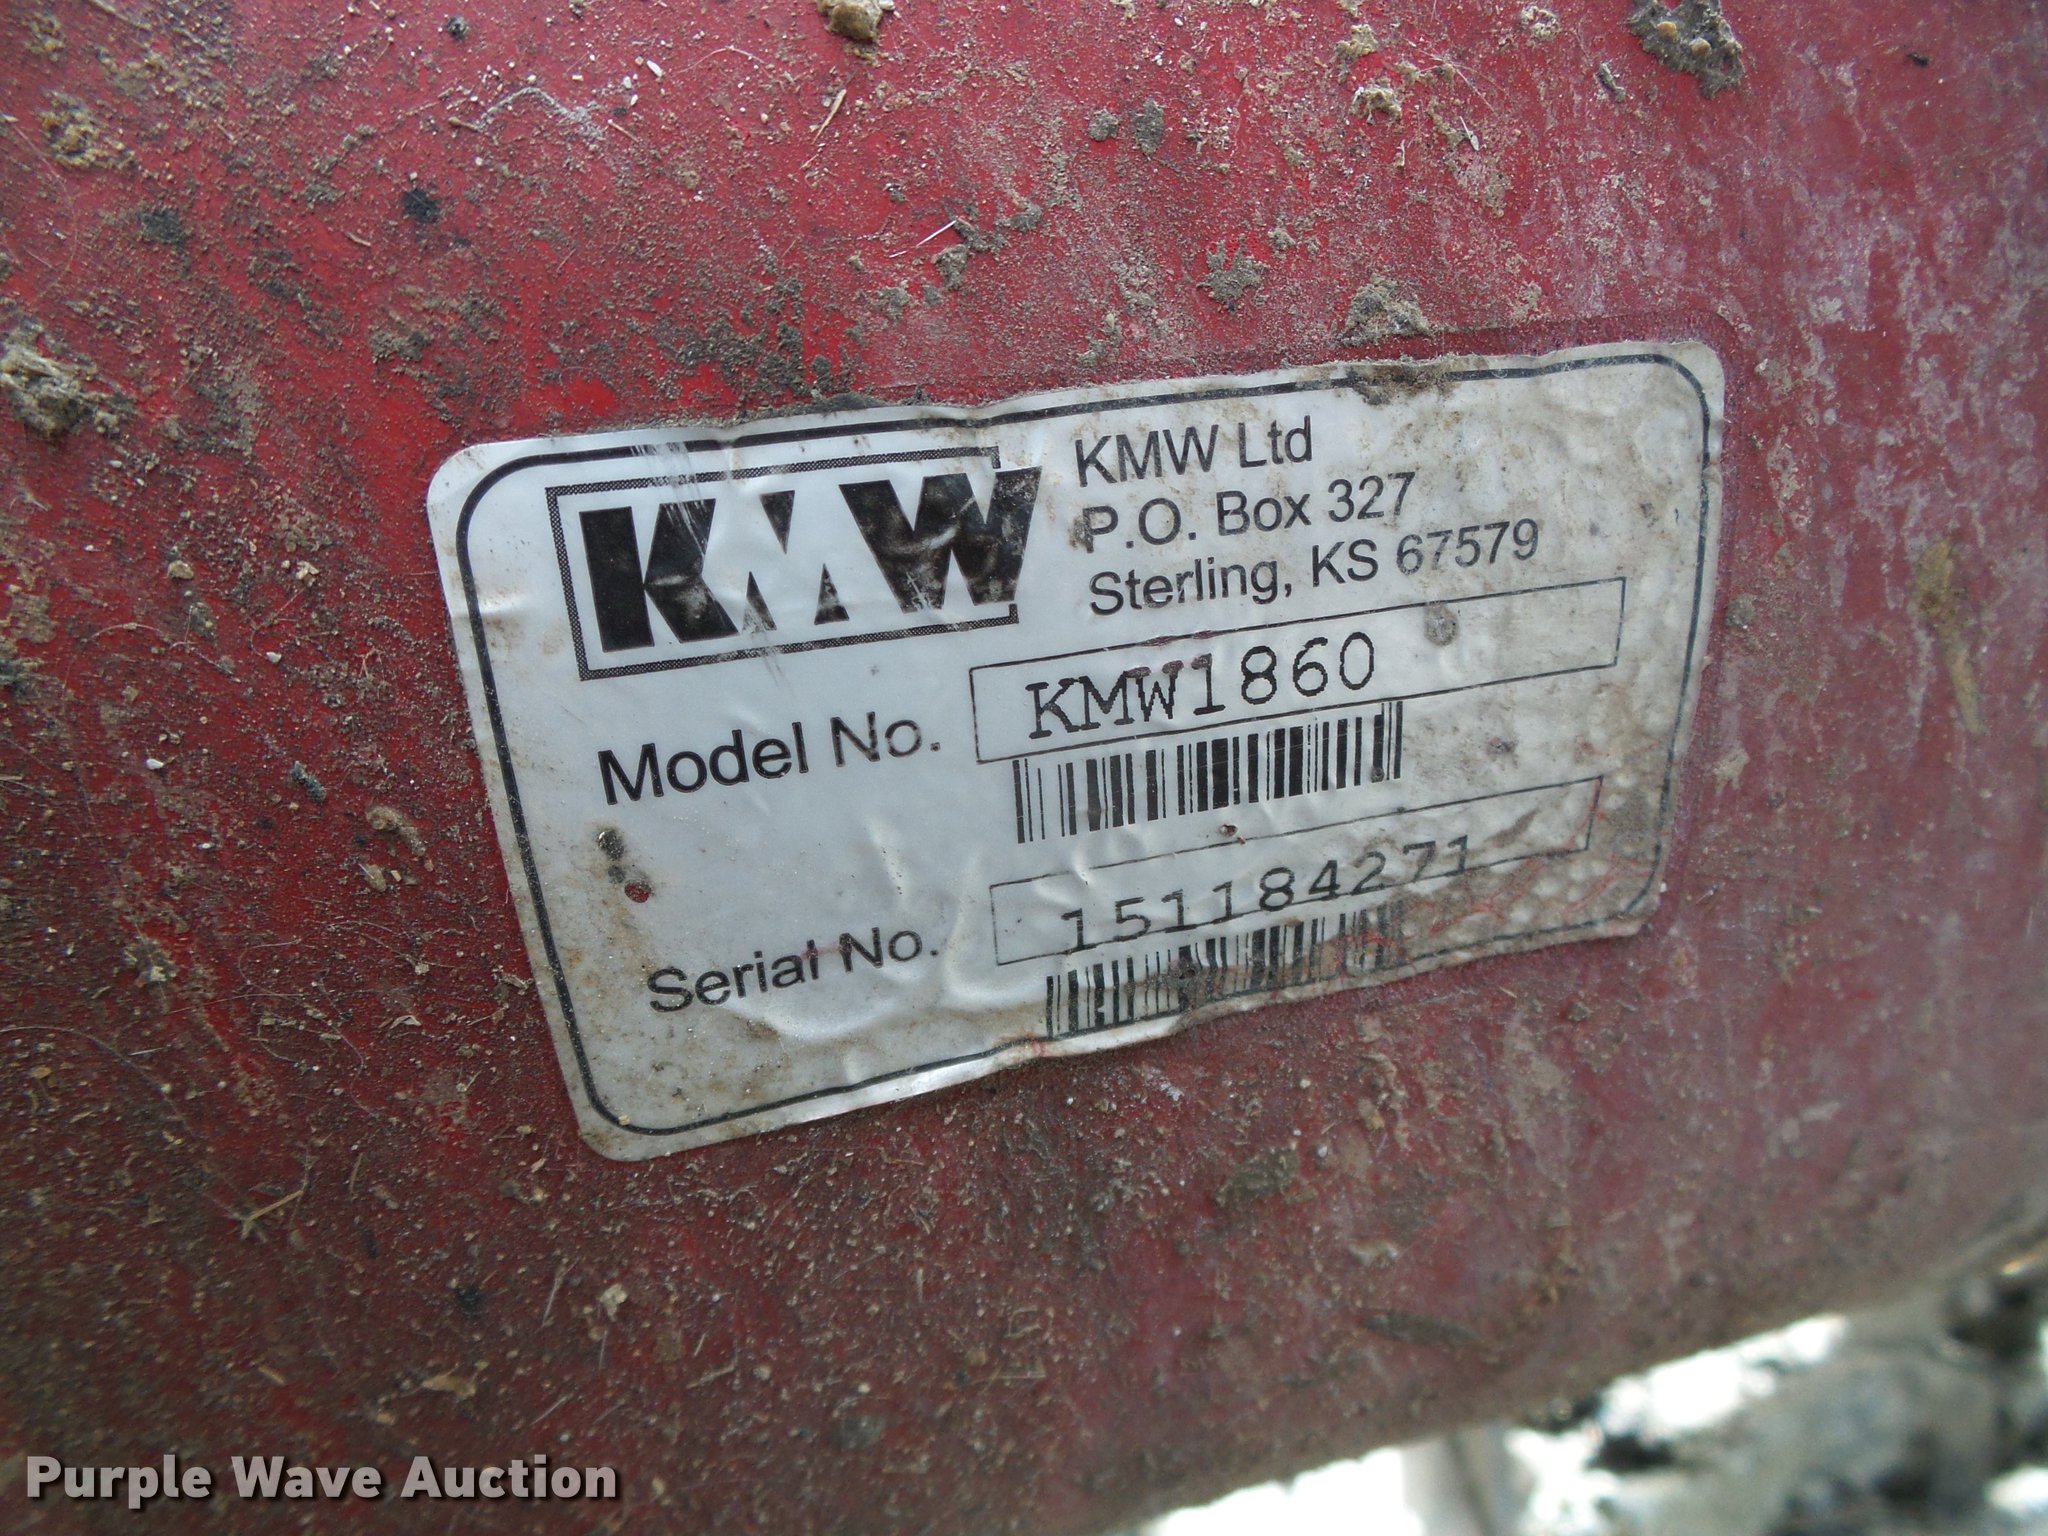 KMW
KMW Ltd
P.O. Box 327
Sterling, KS 67579
Model No. KMW1860
Serial No. 151184271
Purple Wave Auction